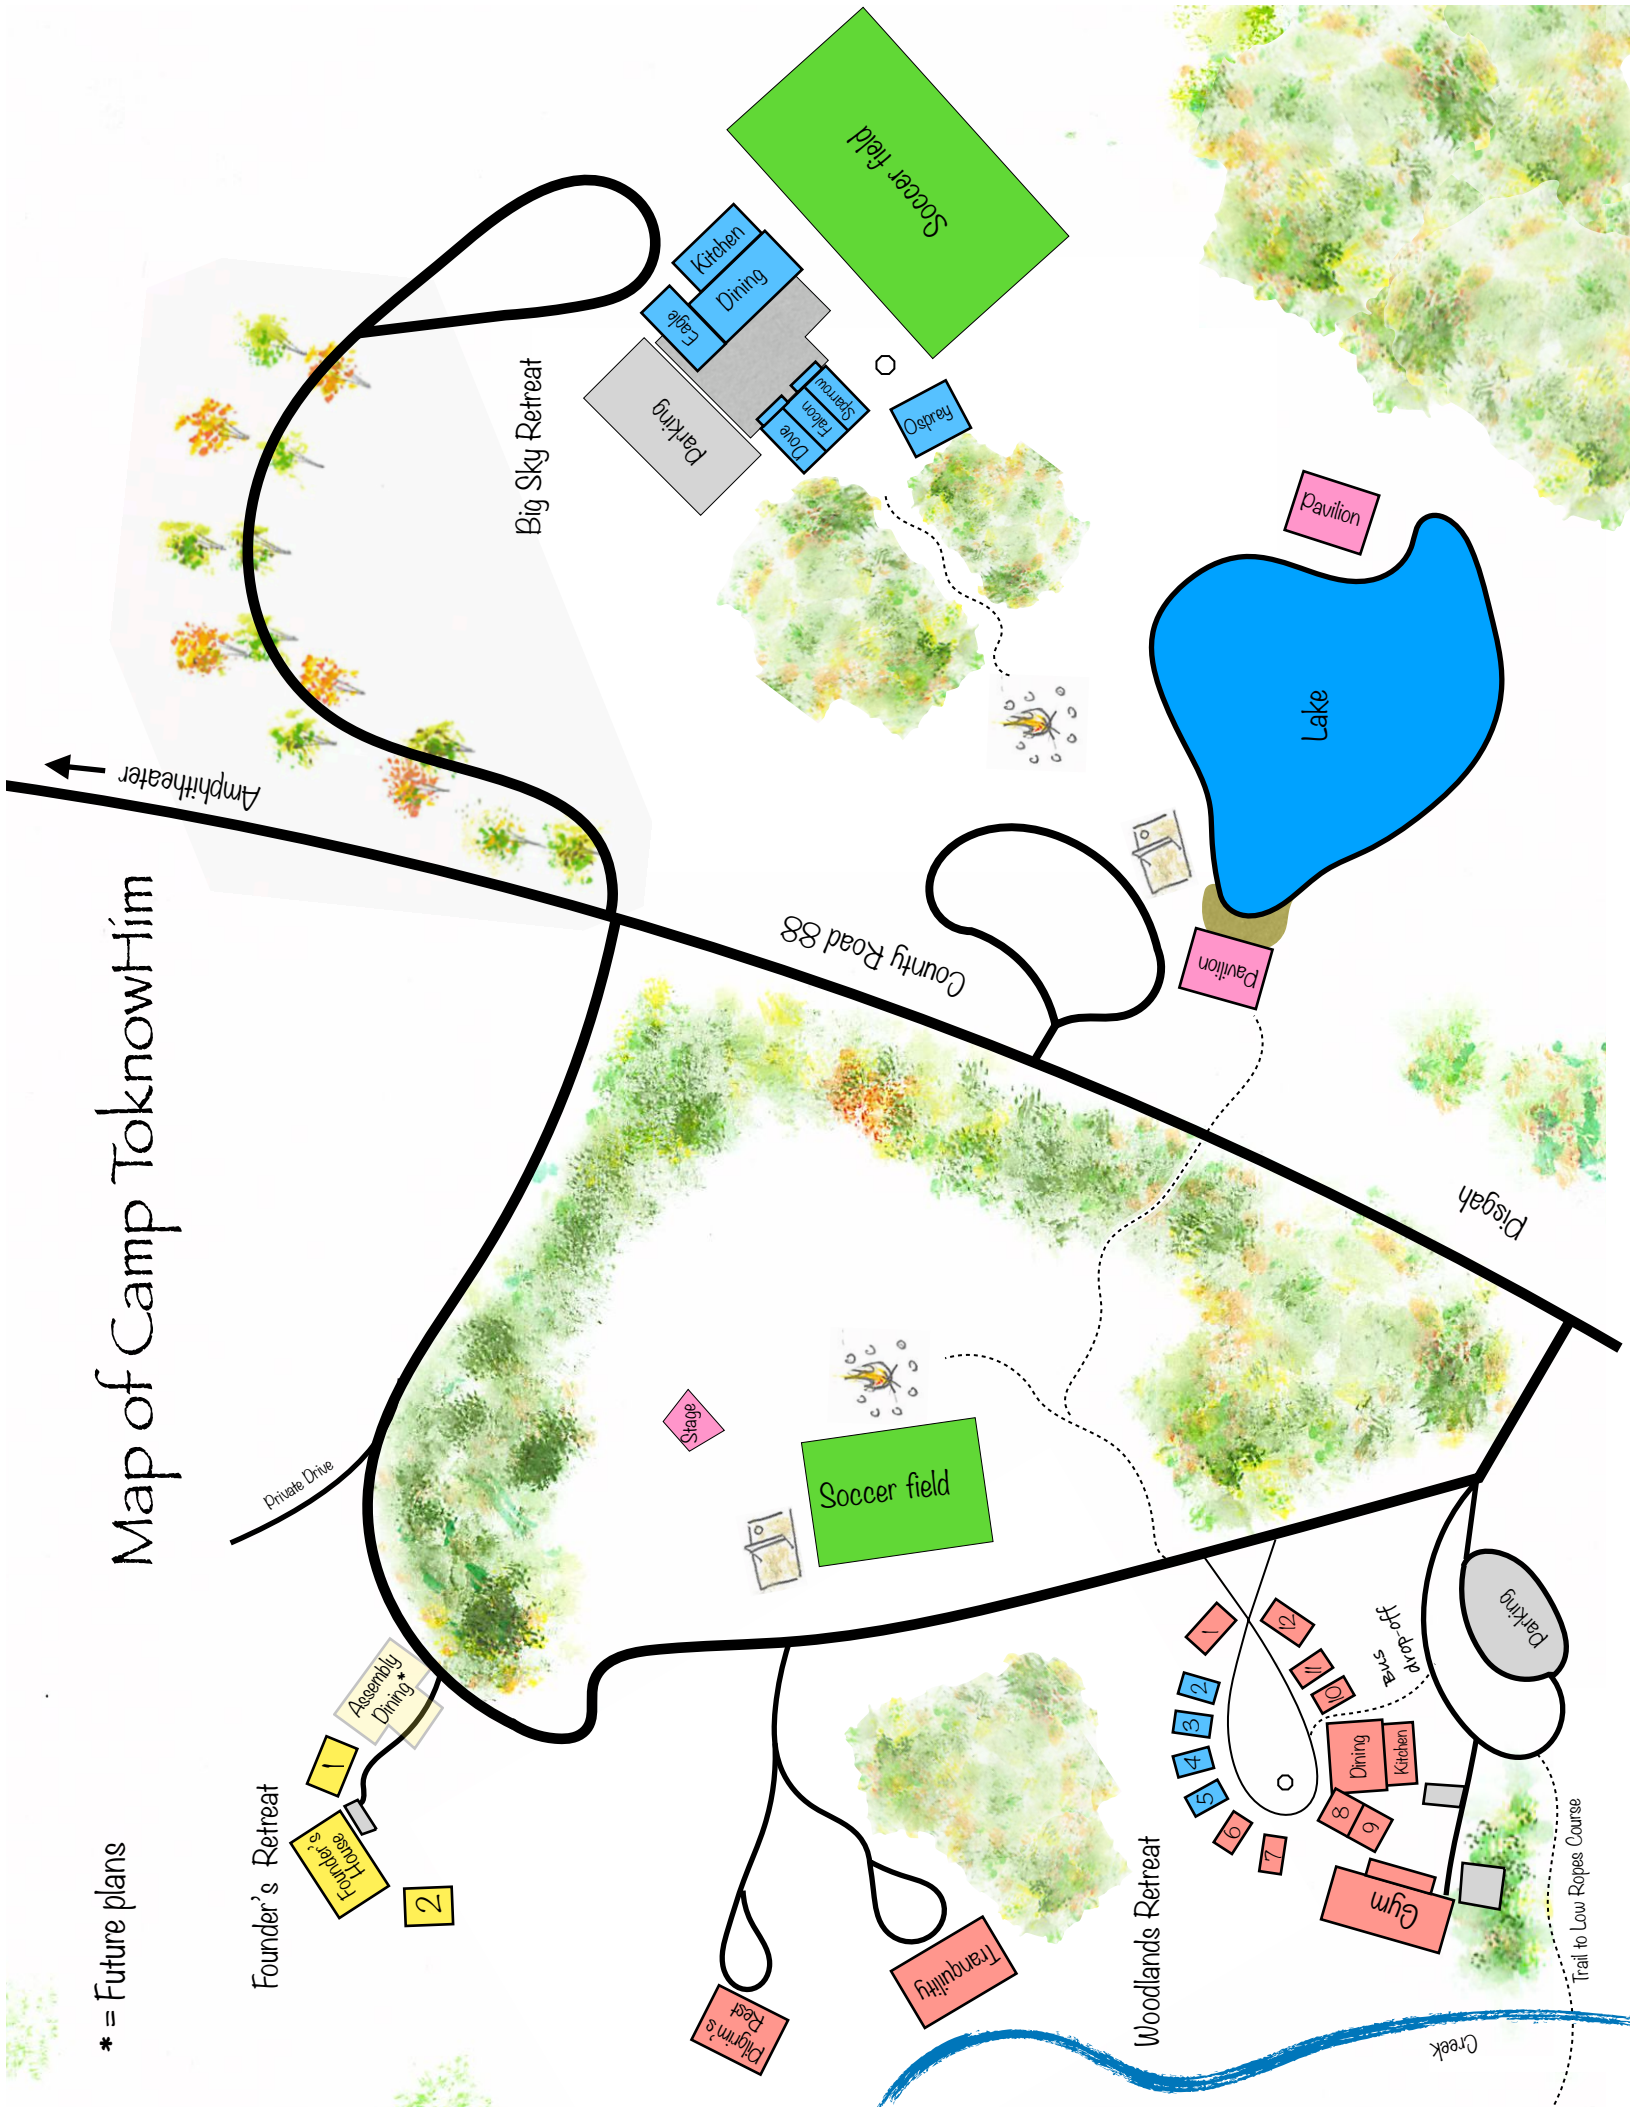 Map of Camp ToknowHim
* = Future plans
Amphitheater
Big Sky Retreat
Kitchen
Dining
Eagle
Parking
Dove
Falcon
Sparrow
Osprey
Soccer field
Pavilion
Lake
Pavilion
County Road 88
Pisgah
Private Drive
Stage
Soccer field
Founder's Retreat
Assembly
Dining*
1
Founder's
House
2
Pilgrim's
Rest
Tranquility
Woodlands Retreat
1
2
3
4
5
6
7
8
9
10
11
12
Dining
Kitchen
Gym
Bus
drop-off
Parking
Trail to Low Ropes Course
Creek